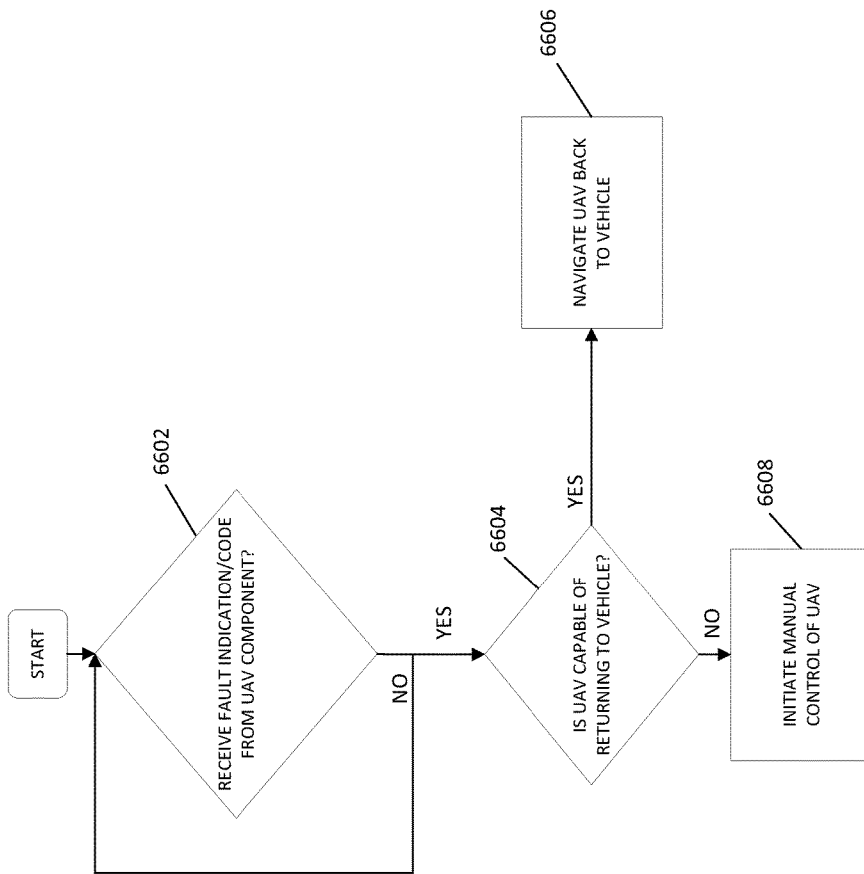 START
6602
RECEIVE FAULT INDICATION/CODE
FROM UAV COMPONENT?
NO
YES
6604
IS UAV CAPABLE OF
RETURNING TO VEHICLE?
YES
6606
NAVIGATE UAV BACK
TO VEHICLE
NO
6608
INITIATE MANUAL
CONTROL OF UAV